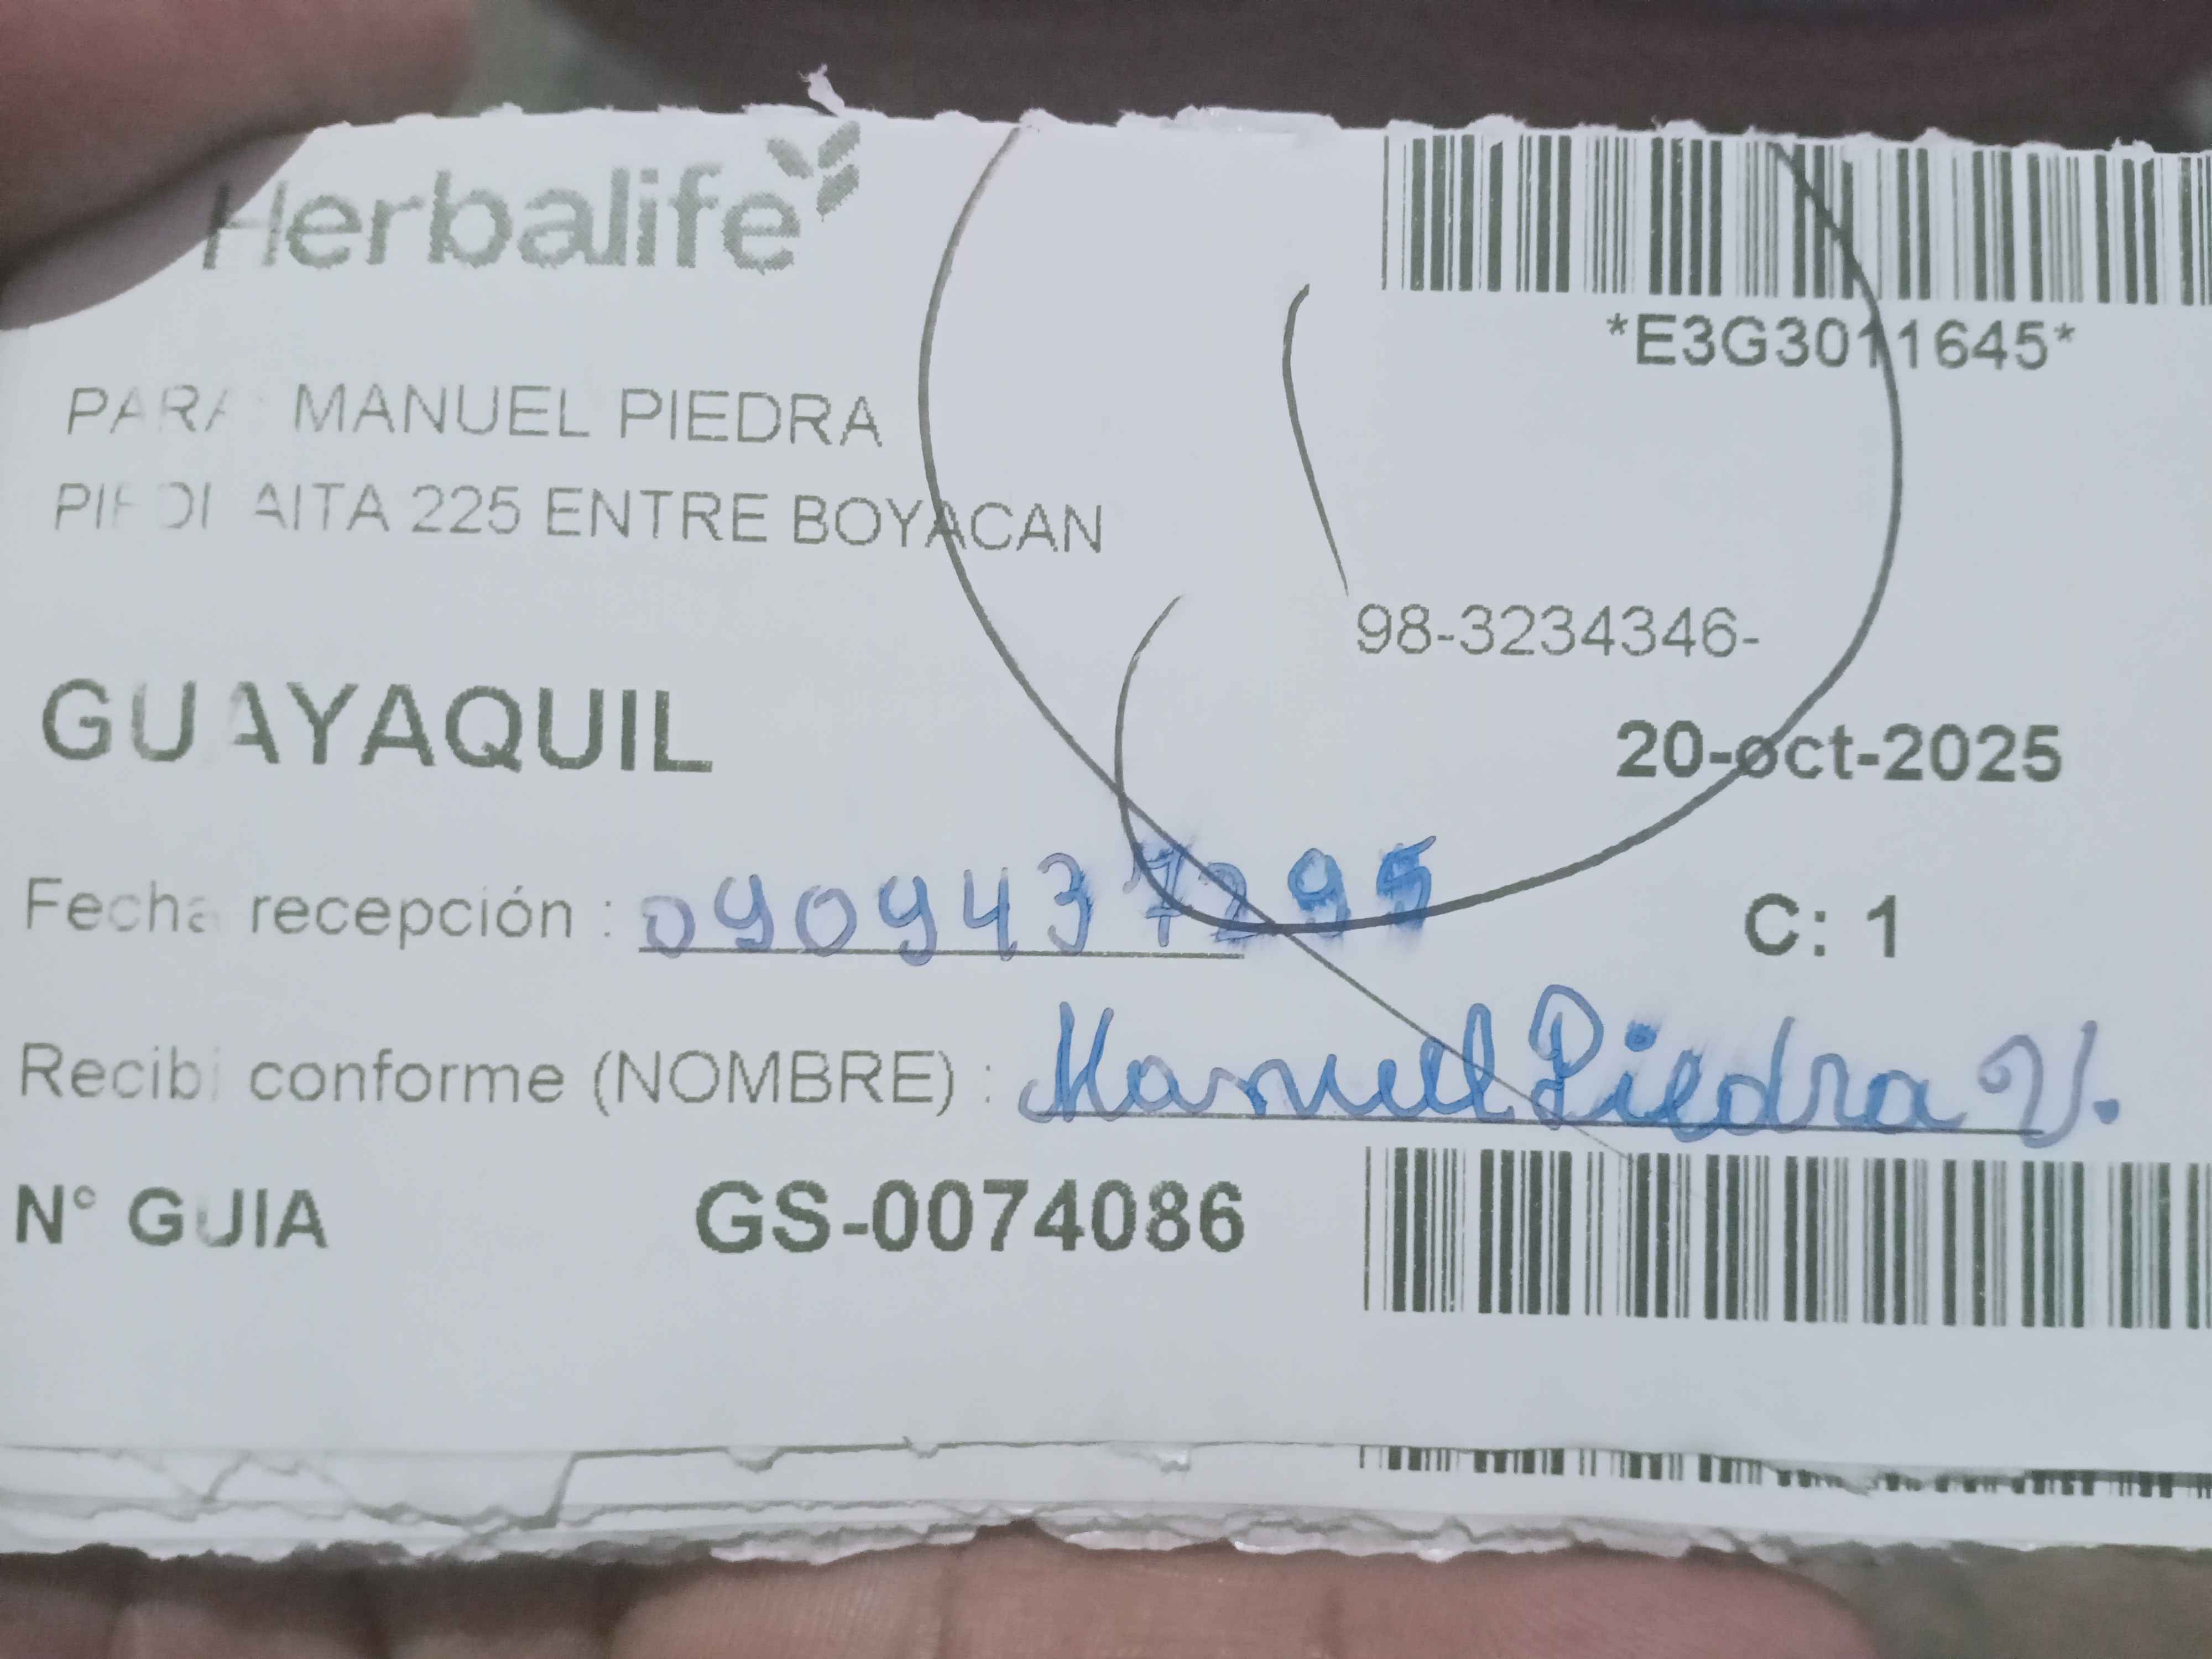 Herbalife
*E3G3011645*
PARA: MANUEL PIEDRA
AITA 225 ENTRE BOYACAN
98-3234346-
GUAYAQUIL
20-oct-2025
Fecha recepción : 0909437295
C: 1
Recibi conforme (NOMBRE) : Manuel Piedra V.
N° GUIA GS-0074086